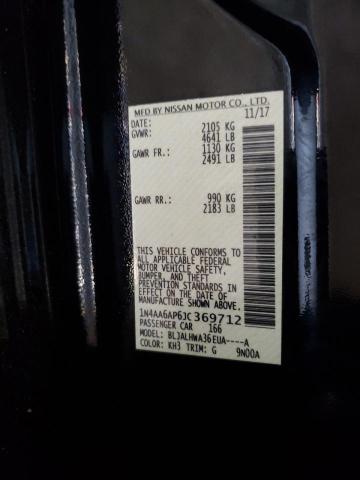 MFD BY NISSAN MOTOR CO., LTD.
DATE: 11/17
GVWR: 2105 KG
4641 LB
GAWR FR.: 1130 KG
2491 LB
GAWR RR.: 990 KG
2183 LB
THIS VEHICLE CONFORMS TO
ALL APPLICABLE FEDERAL
MOTOR VEHICLE SAFETY,
BUMPER, AND THEFT
PREVENTION STANDARDS IN
EFFECT ON THE DATE OF
MANUFACTURE SHOWN ABOVE.
1N4AA6AP6JC369712
PASSENGER CAR 166
MODEL: BLJALHWA36EUA----A
COLOR: KH3 TRIM: G 9N00A